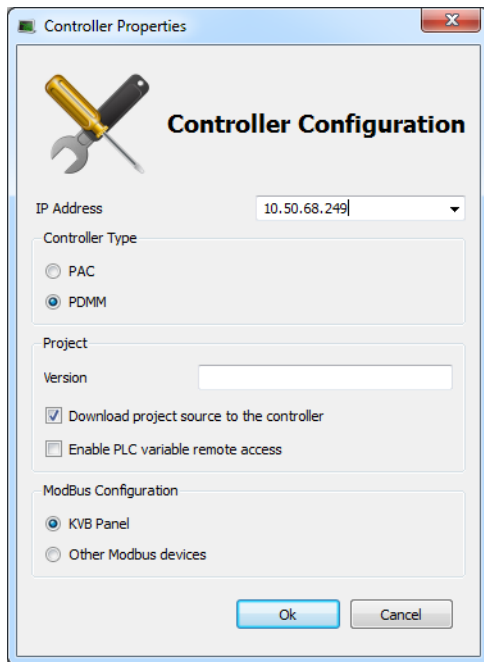 Controller Properties
Controller Configuration
IP Address
10.50.68.249
Controller Type
PAC
PDMM
Project
Version
Download project source to the controller
Enable PLC variable remote access
ModBus Configuration
KVB Panel
Other Modbus devices
Ok
Cancel